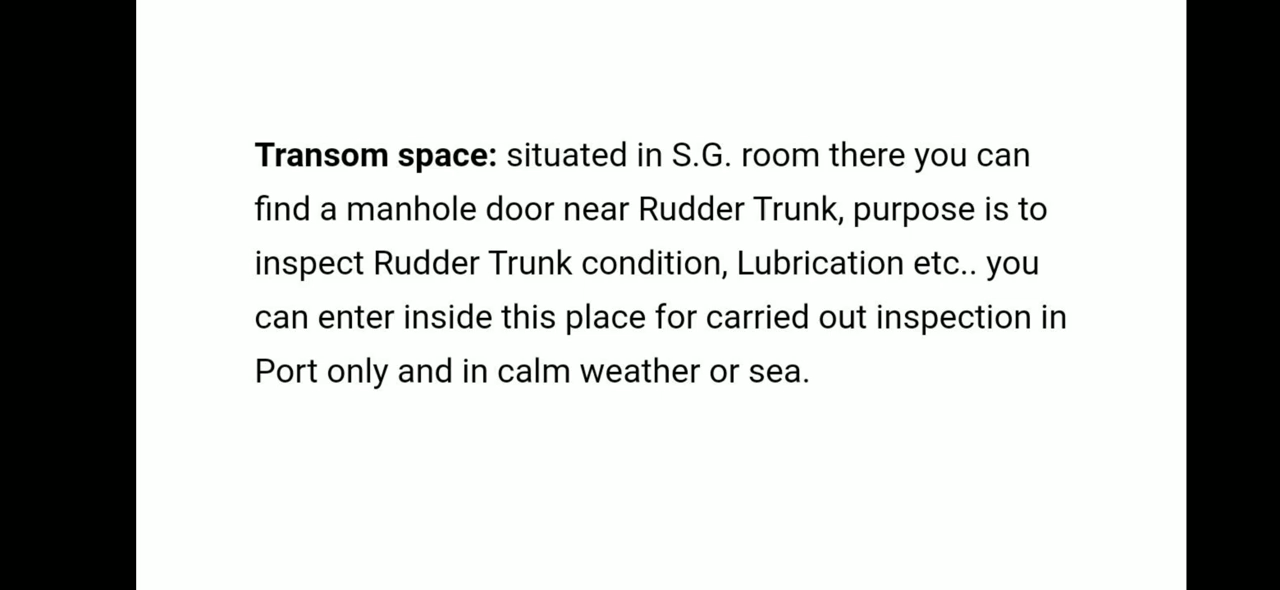 Transom space: situated in S.G. room there you can
find a manhole door near Rudder Trunk, purpose is to
inspect Rudder Trunk condition, Lubrication etc.. you
can enter inside this place for carried out inspection in
Port only and in calm weather or sea.